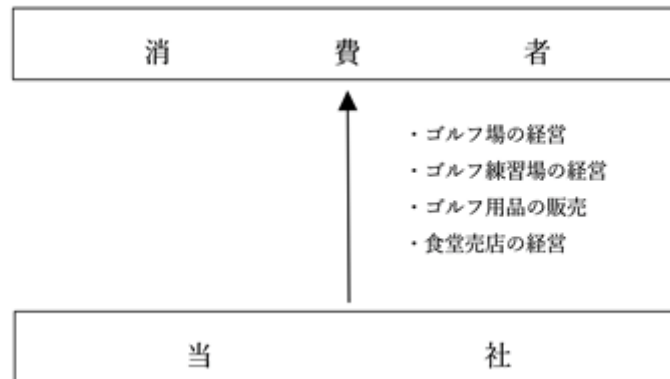 消費者
・ゴルフ場の経営
・ゴルフ練習場の経営
・ゴルフ用品の販売
・食堂売店の経営
当社